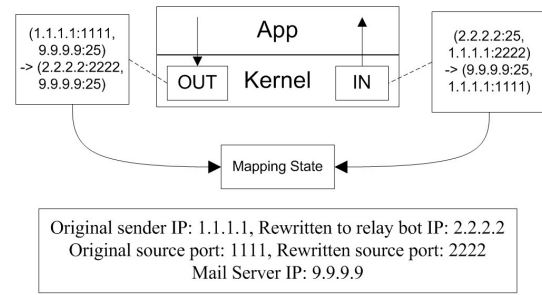 (1.1.1.1:1111,
9.9.9.9:25)
-> (2.2.2.2:2222,
9.9.9.9:25)
App
OUT
Kernel
IN
(2.2.2.2:25,
1.1.1.1:2222)
-> (9.9.9.9:25,
1.1.1.1:1111)
Mapping State
Original sender IP: 1.1.1.1, Rewritten to relay bot IP: 2.2.2.2
Original source port: 1111, Rewritten source port: 2222
Mail Server IP: 9.9.9.9